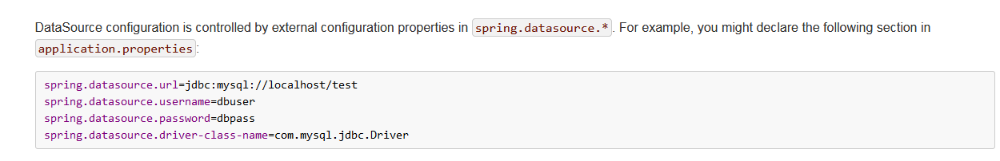 DataSource configuration is controlled by external configuration properties in spring.datasource.*. For example, you might declare the following section in
application.properties:
spring.datasource.url=jdbc:mysql://localhost/test
spring.datasource.username=dbuser
spring.datasource.password=dbpass
spring.datasource.driver-class-name=com.mysql.jdbc.Driver